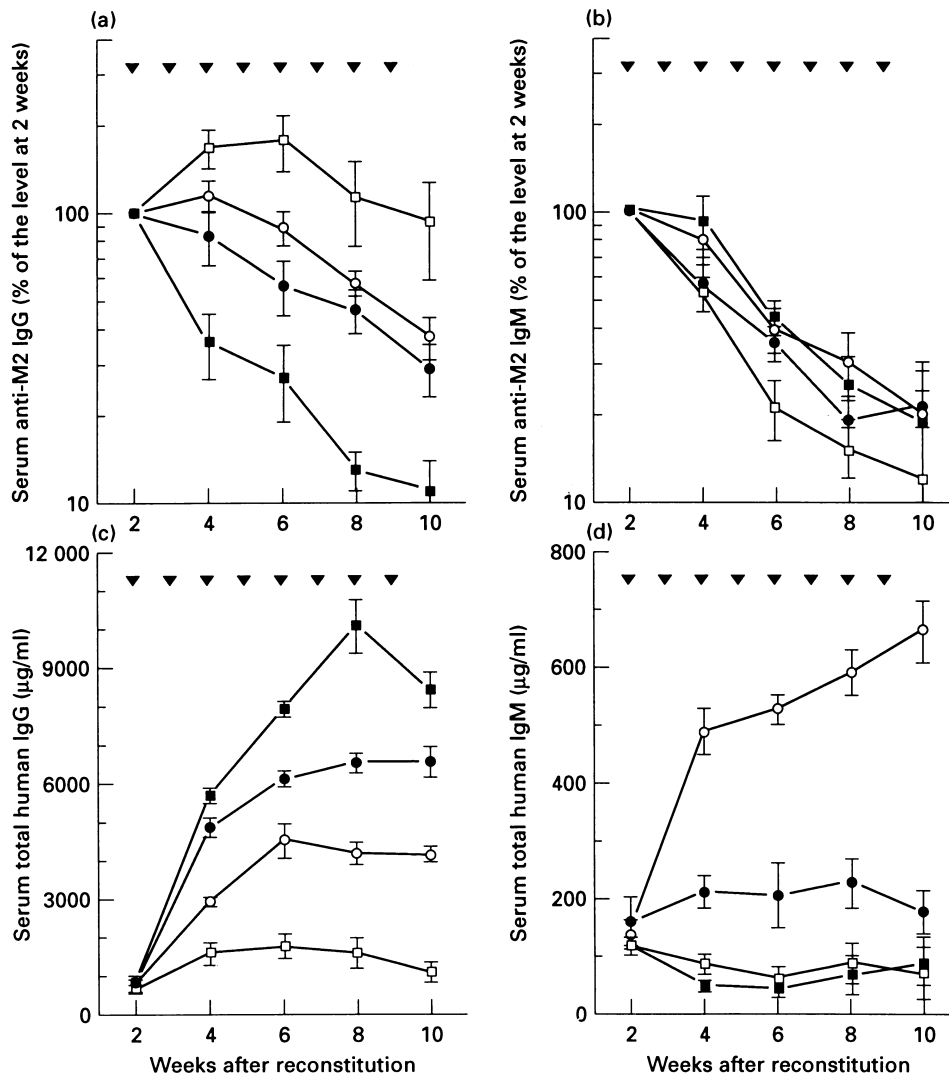 (a)
Serum anti-M2 IgG (% of the level at 2 weeks)
100
10
2 4 6 8 10
(b)
Serum anti-M2 IgM (% of the level at 2 weeks)
100
10
2 4 6 8 10
(c)
Serum total human IgG (μg/ml)
12 000
9000
6000
3000
0
2 4 6 8 10
Weeks after reconstitution
(d)
Serum total human IgM (μg/ml)
800
600
400
200
0
2 4 6 8 10
Weeks after reconstitution